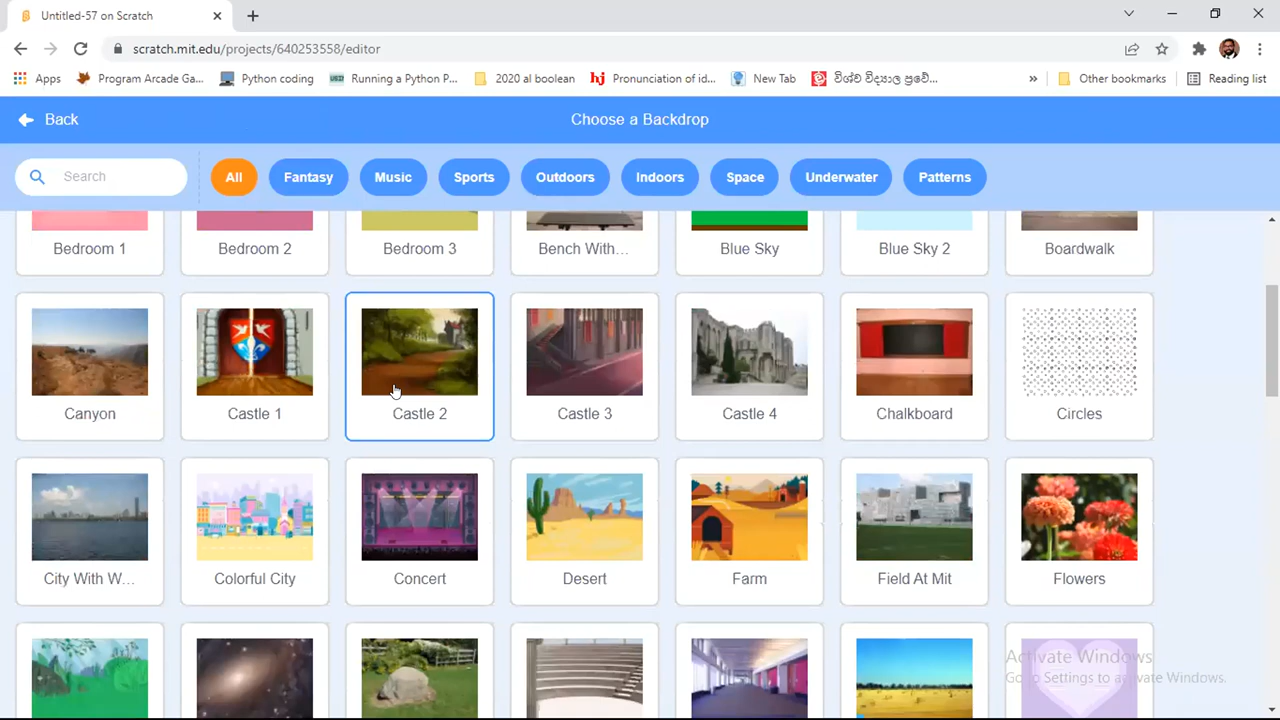 Untitled-57 on Scratch
scratch.mit.edu/projects/640253558/editor
Apps
Program Arcade Ga...
Python coding
Running a Python P...
2020 al boolean
hj
Pronunciation of id...
New Tab
විශ්ව විද්‍යාල ප්‍රවේ...
»
Other bookmarks
Reading list
Back
Choose a Backdrop
Search
All
Fantasy
Music
Sports
Outdoors
Indoors
Space
Underwater
Patterns
Bedroom 1
Bedroom 2
Bedroom 3
Bench With...
Blue Sky
Blue Sky 2
Boardwalk
Canyon
Castle 1
Castle 2
Castle 3
Castle 4
Chalkboard
Circles
City With W...
Colorful City
Concert
Desert
Farm
Field At Mit
Flowers
Activate Windows
Go to Settings to activate Windows.